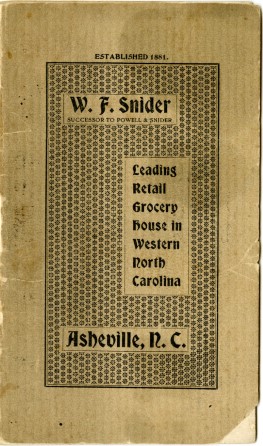 ESTABLISHED 1881.
W. F. Snider
SUCCESSOR TO POWELL & SNIDER
Leading
Retail
Grocery
House in
Western
North
Carolina
Asheville, N. C.